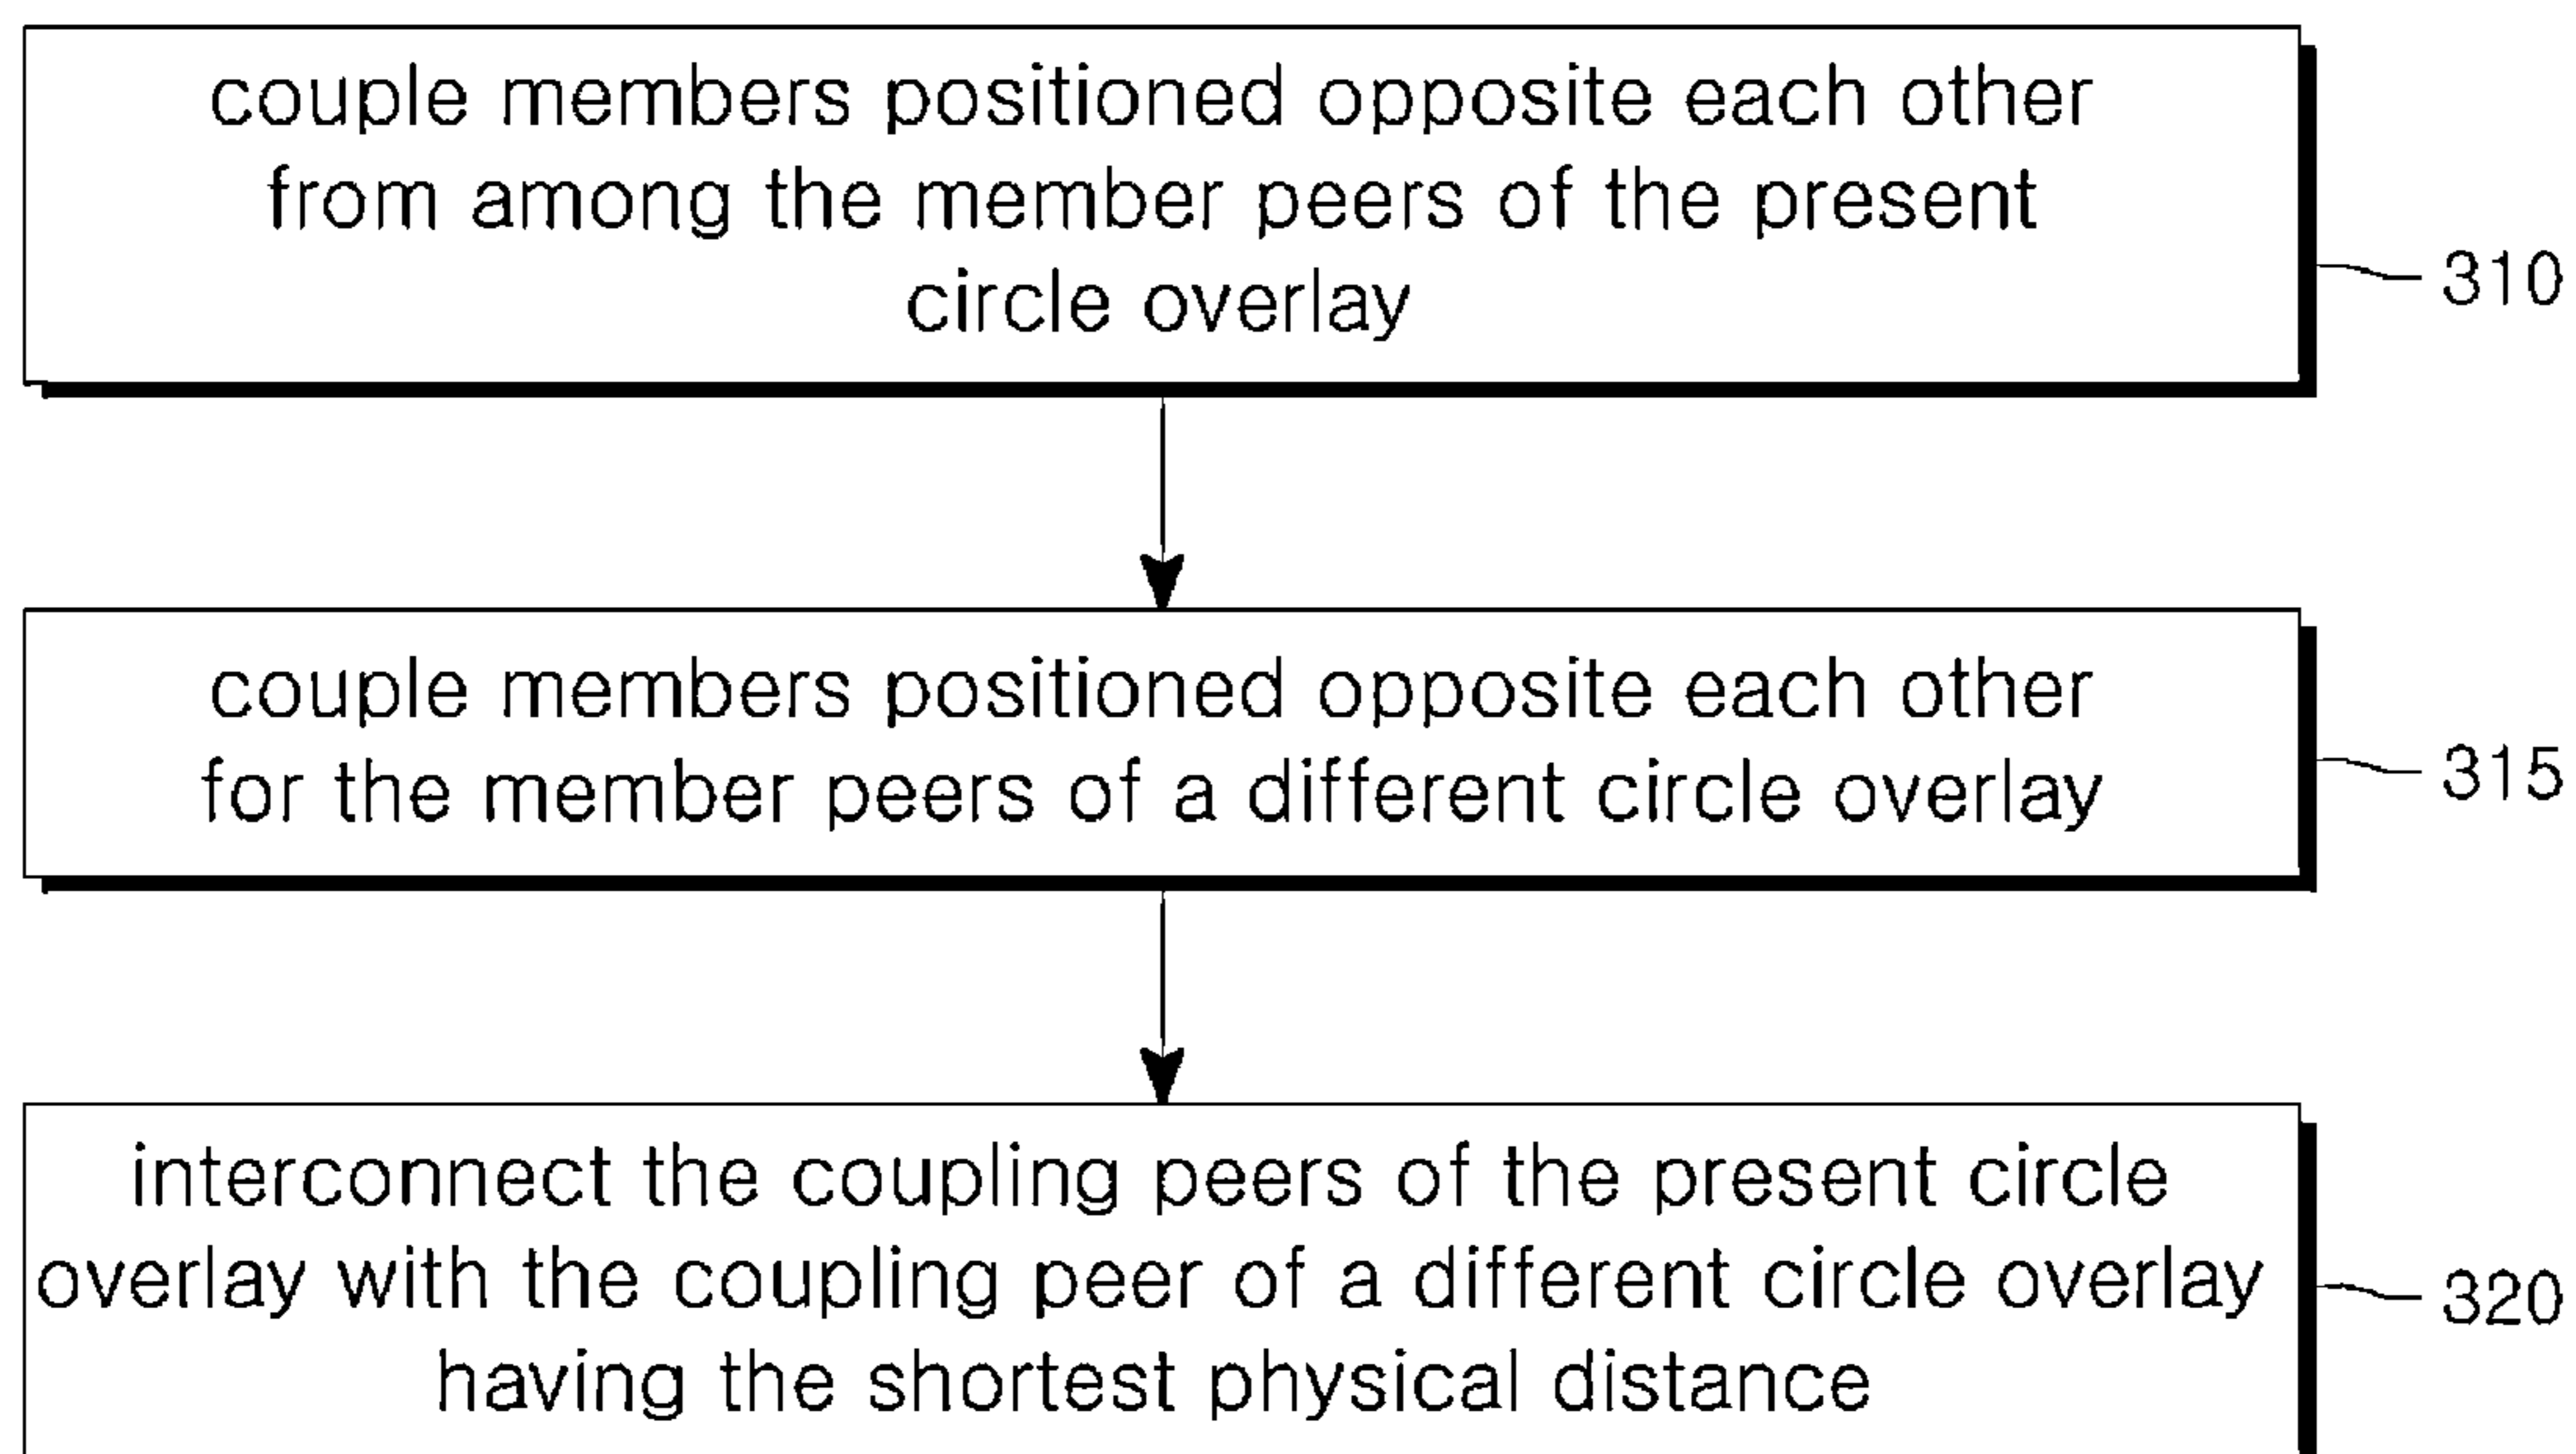 couple members positioned opposite each other
from among the member peers of the present
circle overlay
310
couple members positioned opposite each other
for the member peers of a different circle overlay
315
interconnect the coupling peers of the present circle
overlay with the coupling peer of a different circle overlay
having the shortest physical distance
320